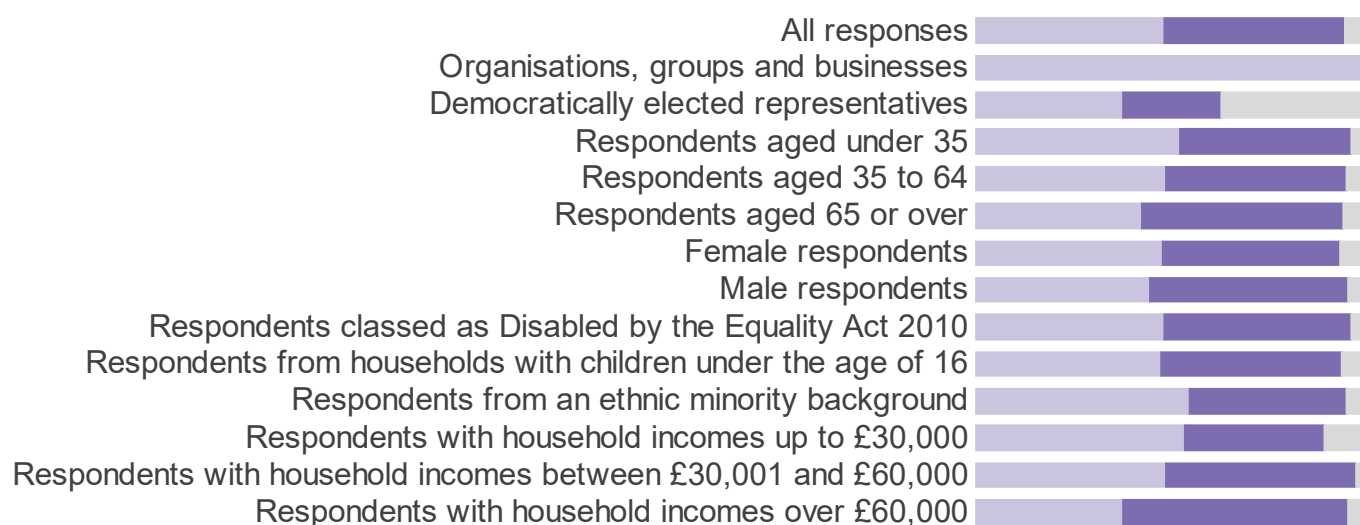 All responses
Organisations, groups and businesses
Democratically elected representatives
Respondents aged under 35
Respondents aged 35 to 64
Respondents aged 65 or over
Female respondents
Male respondents
Respondents classed as Disabled by the Equality Act 2010
Respondents from households with children under the age of 16
Respondents from an ethnic minority background
Respondents with household incomes up to £30,000
Respondents with household incomes between £30,001 and £60,000
Respondents with household incomes over £60,000